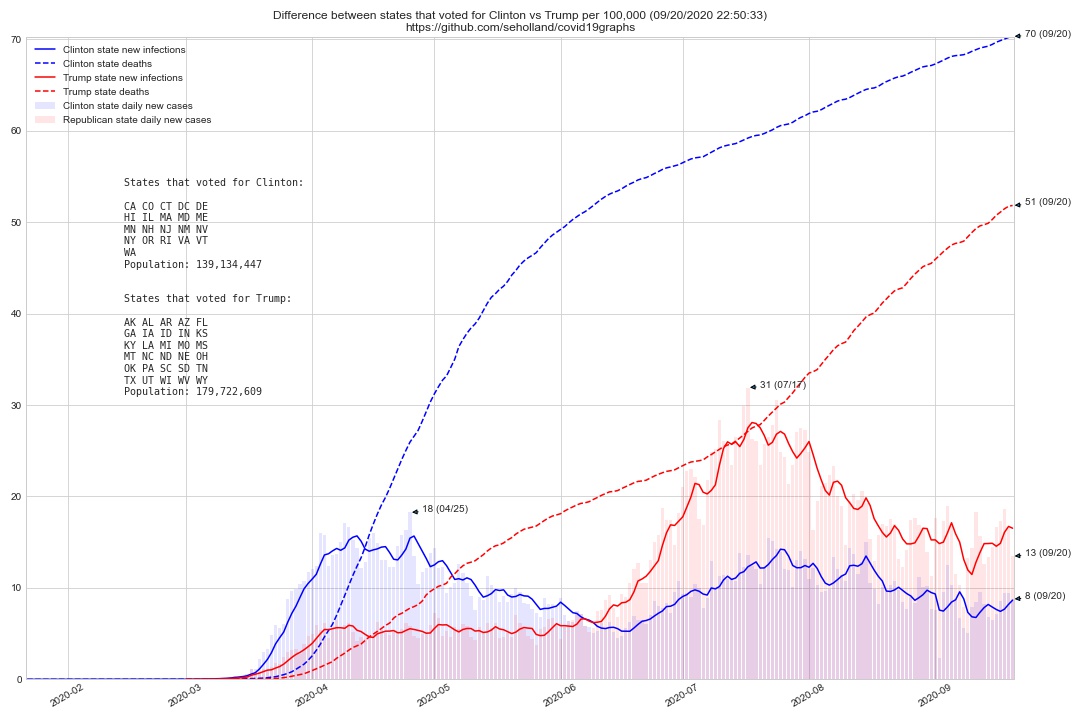 Difference between states that voted for Clinton vs Trump per 100,000 (09/20/2020 22:50:33)
https://github.com/seholland/covid19graphs
Clinton state new infections
Clinton state deaths
Trump state new infections
Trump state deaths
Clinton state daily new cases
Republican state daily new cases
States that voted for Clinton:
CA CO CT DC DE
HI IL MA MD ME
MN NH NJ NM NV
NY OR RI VA VT
WA
Population: 139,134,447
States that voted for Trump:
AK AL AR AZ FL
GA IA ID IN KS
KY LA MI MO MS
MT NC ND NE OH
OK PA SC SD TN
TX UT WI WV WY
Population: 179,722,609
70 (09/20)
51 (09/20)
31 (07/17)
18 (04/25)
13 (09/20)
8 (09/20)
70
60
50
40
30
20
10
0
2020-02
2020-03
2020-04
2020-05
2020-06
2020-07
2020-08
2020-09